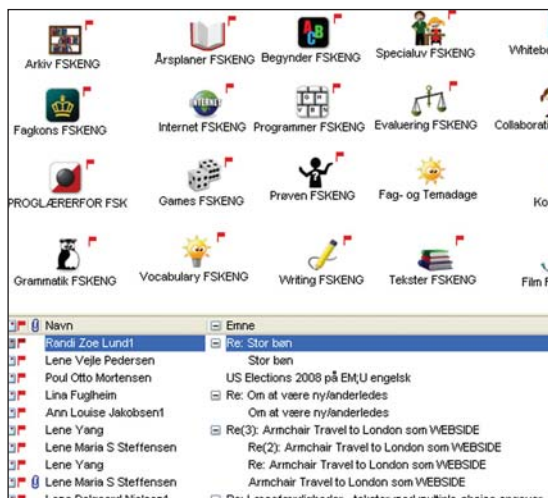 Arkiv FSKENG
Årsplaner FSKENG
Begynder FSKENG
Specialuv FSKENG
Fagkons FSKENG
INTERNET
Internet FSKENG
Programmer FSKENG
Evaluering FSKENG
PROGLÆRERFOR FSK
Games FSKENG
Prøven FSKENG
Fag- og Temadage
Grammatik FSKENG
Vocabulary FSKENG
Writing FSKENG
Tekster FSKENG
Navn Emne
Randi Zoe Lund1 Re: Stor bøn
Lene Vejle Pedersen Stor bøn
Poul Otto Mortensen US Elections 2008 på EM;U engelsk
Lina Fuglheim Re: Om at være ny/anderledes
Ann Louise Jakobsen1 Om at være ny/anderledes
Lene Yang Re(3): Armchair Travel to London som WEBSIDE
Lene Maria S Steffensen Re(2): Armchair Travel to London som WEBSIDE
Lene Yang Re: Armchair Travel to London som WEBSIDE
Lene Maria S Steffensen Armchair Travel to London som WEBSIDE